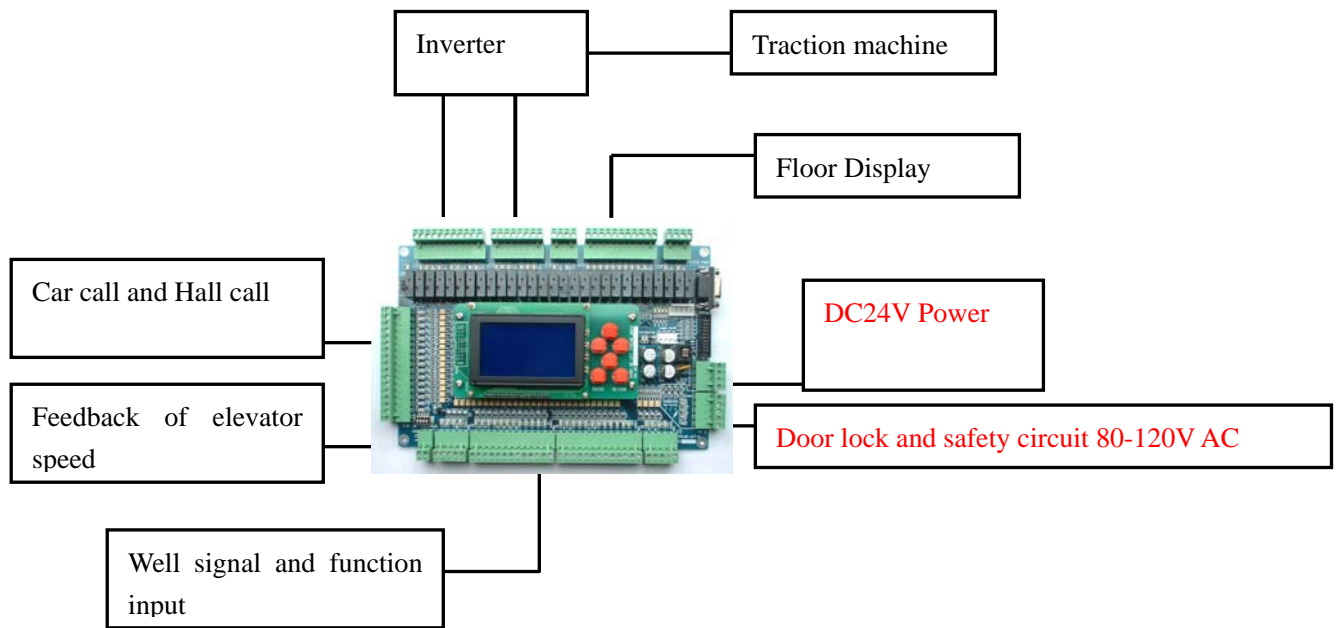 Inverter
Traction machine
Floor Display
Car call and Hall call
DC24V Power
Feedback of elevator
speed
Door lock and safety circuit 80-120V AC
Well signal and function
input